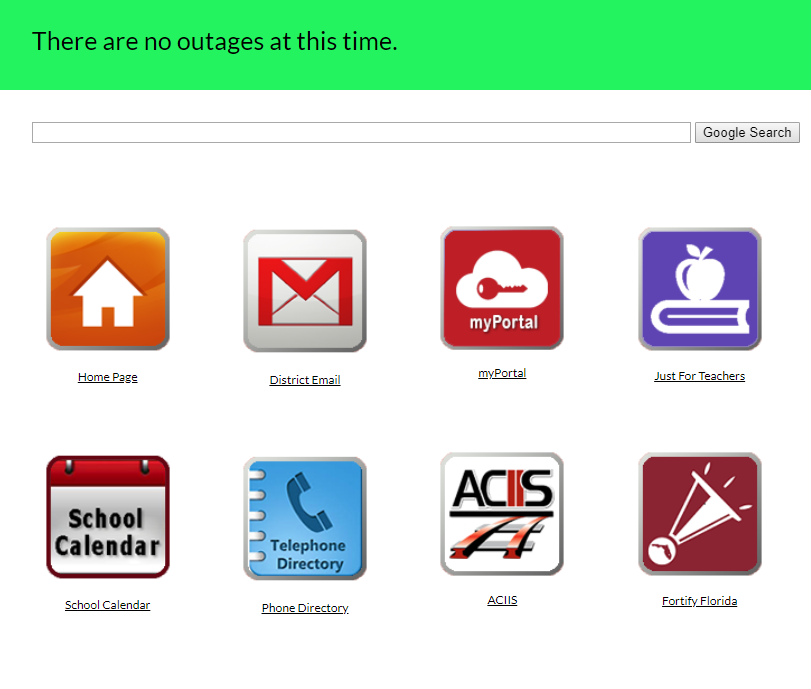 There are no outages at this time.
Google Search
myPortal
Home Page
District Email
myPortal
Just For Teachers
School
Calendar
Telephone
Directory
ACIIS
School Calendar
Phone Directory
ACIIS
Fortify Florida